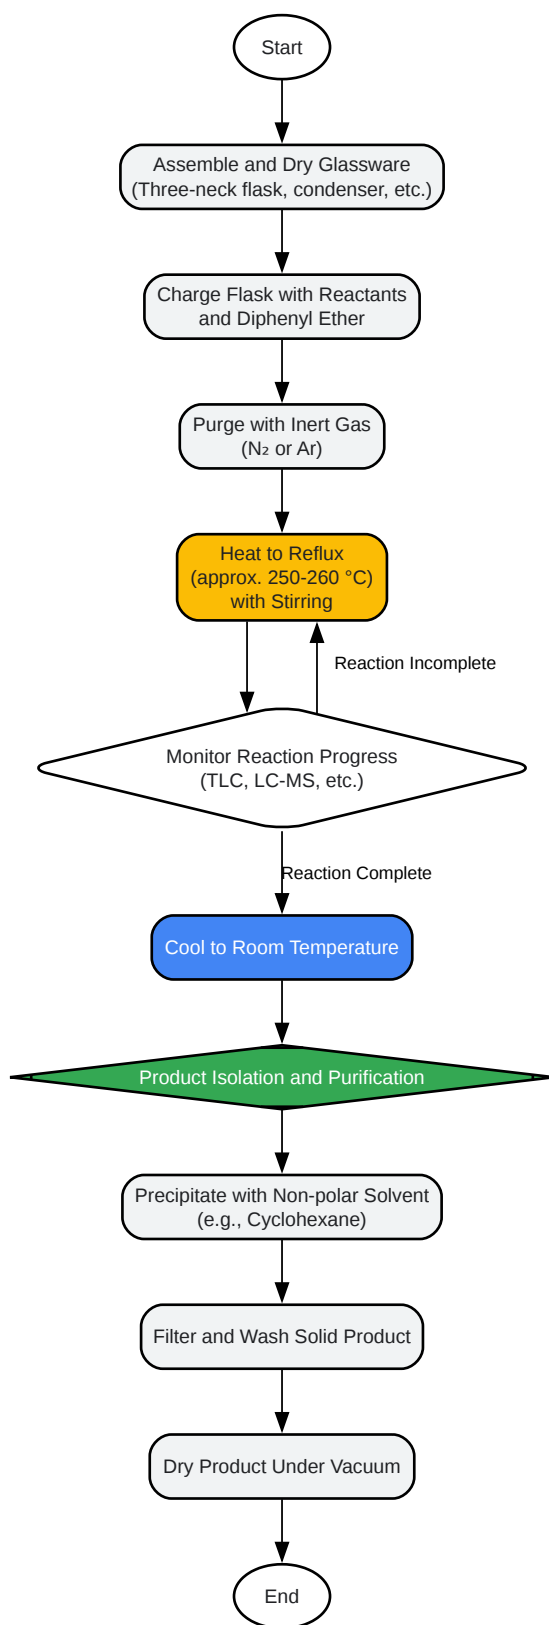 Start
Assemble and Dry Glassware
(Three-neck flask, condenser, etc.)
Charge Flask with Reactants
and Diphenyl Ether
Purge with Inert Gas
(N₂ or Ar)
Heat to Reflux
(approx. 250-260 °C)
with Stirring
Reaction Incomplete
Monitor Reaction Progress
(TLC, LC-MS, etc.)
Reaction Complete
Cool to Room Temperature
Product Isolation and Purification
Precipitate with Non-polar Solvent
(e.g., Cyclohexane)
Filter and Wash Solid Product
Dry Product Under Vacuum
End